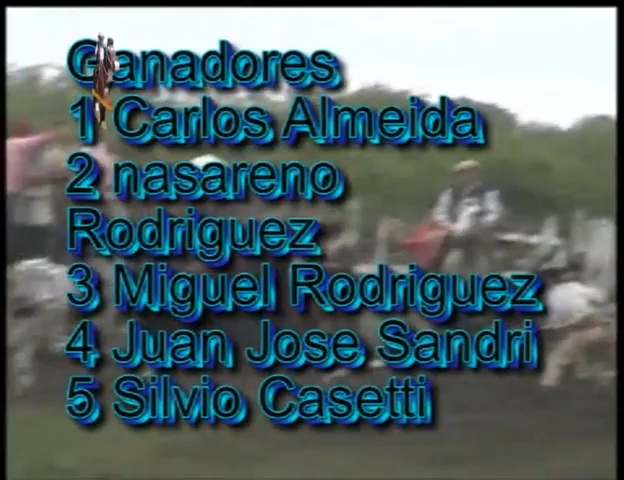 Ganadores
1 Carlos Almeida
2 nasareno
Rodriguez
3 Miguel Rodriguez
4 Juan Jose Sandri
5 Silvio Casetti